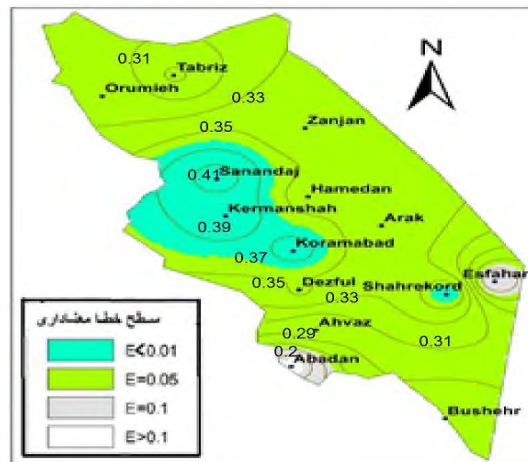 N
0.31
Tabriz
Orumieh
0.33
0.35
Zanjan
Sanandaj
0.41
Hamedan
Kermanshah
0.39
Arak
Koramabad
0.37
Esfahan
0.35
Dezful
Shahrekord
0.33
0.29
Ahvaz
0.31
0.2
Abadan
Bushehr
سطح خطا معناداری
E<0.01
E=0.05
E=0.1
E>0.1